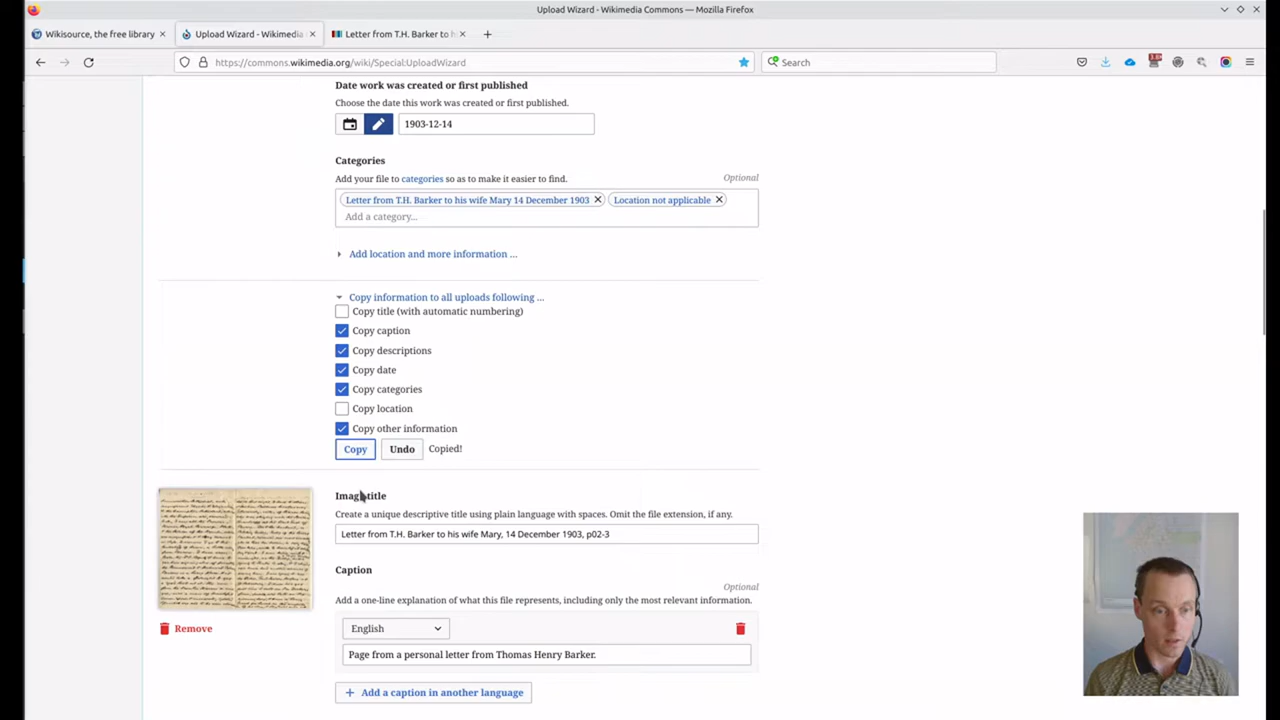 Upload Wizard - Wikimedia Commons — Mozilla Firefox
Wikisource, the free library
Upload Wizard - Wikimedia
Letter from T.H. Barker to h
https://commons.wikimedia.org/wiki/Special:UploadWizard
Search
Date work was created or first published
Choose the date this work was created or first published.
1903-12-14
Categories
Add your file to categories so as to make it easier to find.
Optional
Letter from T.H. Barker to his wife Mary 14 December 1903
Location not applicable
Add a category...
Add location and more information ...
Copy information to all uploads following ...
Copy title (with automatic numbering)
Copy caption
Copy descriptions
Copy date
Copy categories
Copy location
Copy other information
Copy Undo Copied!
Image title
Create a unique descriptive title using plain language with spaces. Omit the file extension, if any.
Letter from T.H. Barker to his wife Mary, 14 December 1903, p02-3
Caption
Optional
Add a one-line explanation of what this file represents, including only the most relevant information.
Remove
English
Page from a personal letter from Thomas Henry Barker.
+ Add a caption in another language